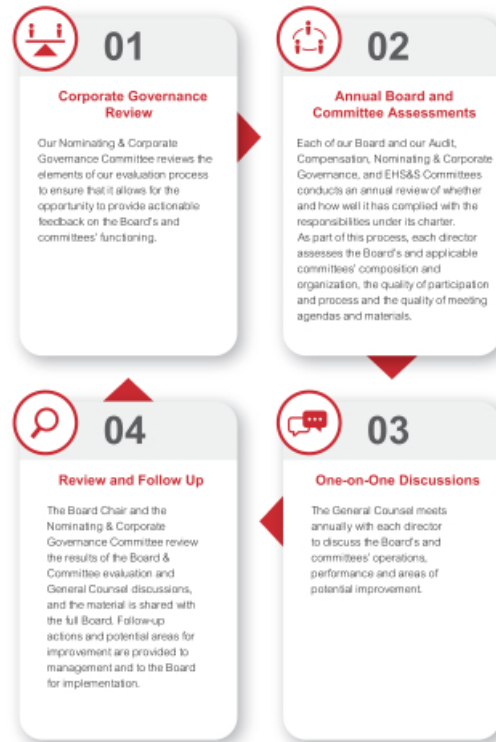 01
Corporate Governance
Review
Our Nominating & Corporate
Governance Committee reviews the
elements of our evaluation process
to ensure that it allows for the
opportunity to provide actionable
feedback on the Board's and
committees' functioning.
02
Annual Board and
Committee Assessments
Each of our Board and our Audit,
Compensation, Nominating & Corporate
Governance, and EHS&S Committees
conducts an annual review of whether
and how well it has complied with the
responsibilities under its charter.
As part of this process, each director
assesses the Board's and applicable
committees' composition and
organization, the quality of participation
and process and the quality of meeting
agendas and materials.
03
One-on-One Discussions
The General Counsel meets
annually with each director
to discuss the Board's and
committees' operations,
performance and areas of
potential improvement.
04
Review and Follow Up
The Board Chair and the
Nominating & Corporate
Governance Committee review
the results of the Board &
Committee evaluation and
General Counsel discussions,
and the material is shared with
the full Board. Follow-up
actions and potential areas for
improvement are provided to
management and to the Board
for implementation.